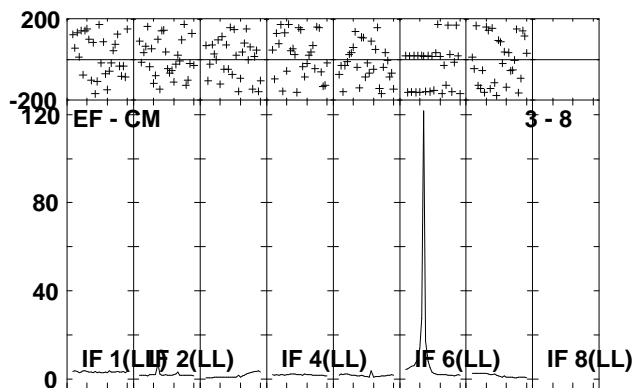 200
0
-200
120
EF - CM
3 - 8
80
40
0
IF 1(LL)
IF 2(LL)
IF 4(LL)
IF 6(LL)
IF 8(LL)